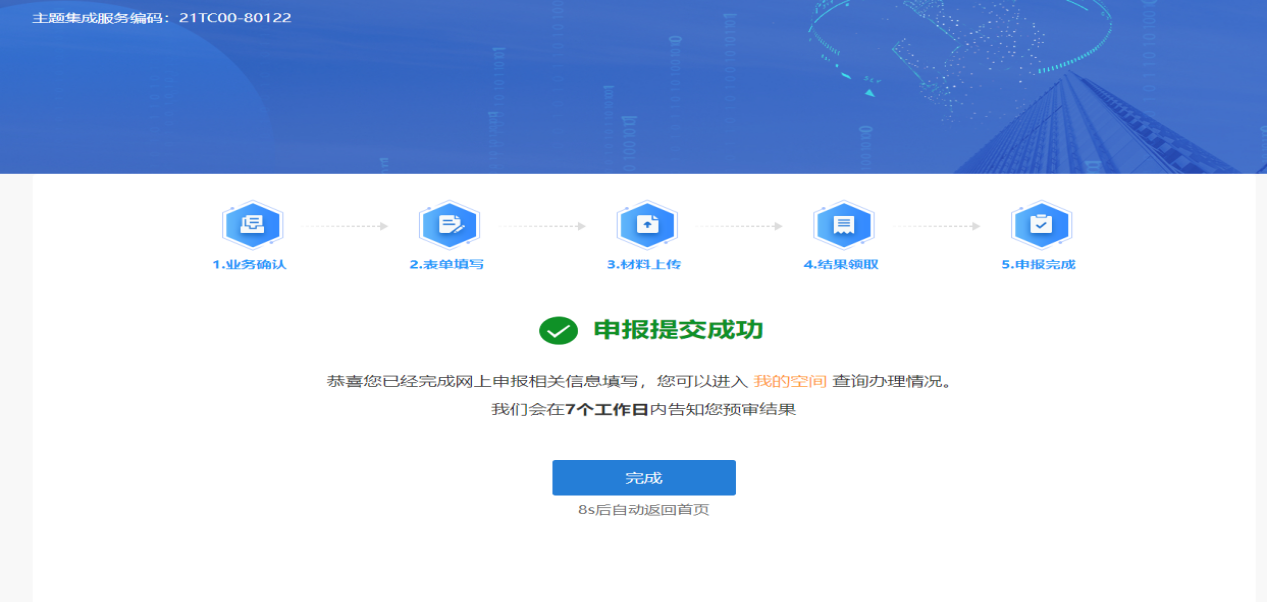 主题集成服务编码：21TC00-80122
1.业务确认
2.表单填写
3.材料上传
4.结果领取
5.申报完成
申报提交成功
恭喜您已经完成网上申报相关信息填写，您可以进入 我的空间 查询办理情况。
我们会在7个工作日内告知您预审结果
完成
8s后自动返回首页